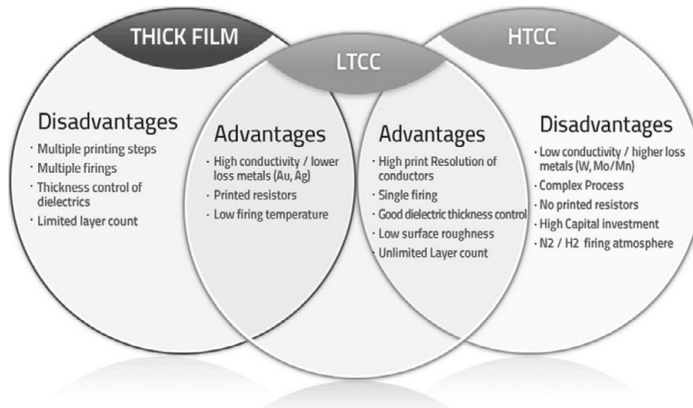 THICK FILM
LTCC
HTCC
Disadvantages
· Multiple printing steps
· Multiple firings
· Thickness control of
dielectrics
· Limited layer count
Advantages
· High conductivity / lower
loss metals (Au, Ag)
· Printed resistors
· Low firing temperature
Advantages
· High print Resolution of
conductors
· Single firing
· Good dielectric thickness control
· Low surface roughness
· Unlimited Layer count
Disadvantages
· Low conductivity / higher loss
metals (W, Mo/Mn)
· Complex Process
· No printed resistors
· High Capital investment
· N2 / H2 firing atmosphere